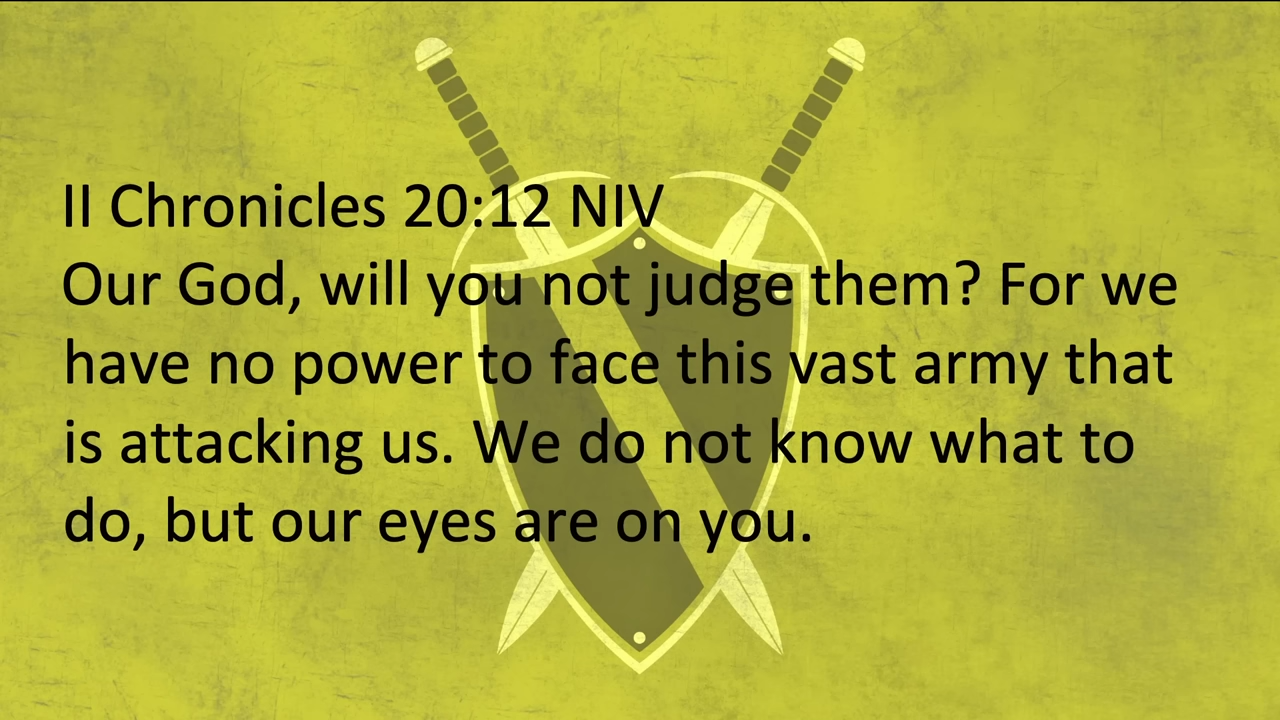 II Chronicles 20:12 NIV
Our God, will you not judge them? For we
have no power to face this vast army that
is attacking us. We do not know what to
do, but our eyes are on you.